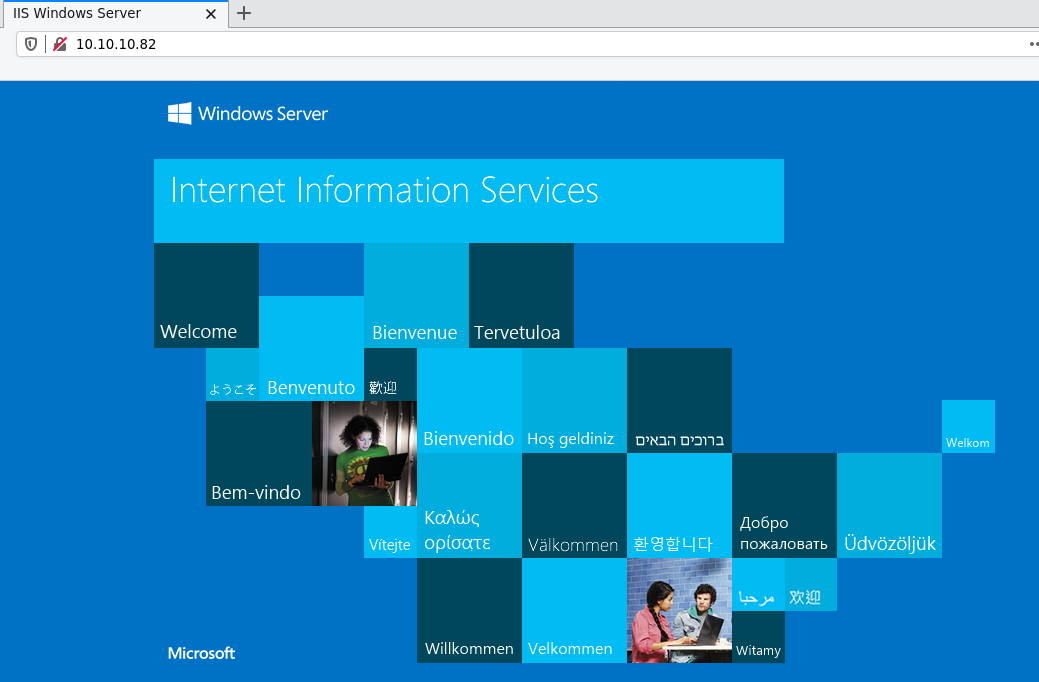 IIS Windows Server
10.10.10.82
Windows Server
Internet Information Services
Welcome
Bienvenue
Tervetuloa
ようこそ
Benvenuto
歡迎
Bienvenido
Hoş geldiniz
ברוכים הבאים
Welkom
Bem-vindo
Vítejte
Καλώς
ορίσατε
Välkommen
환영합니다
Добро
пожаловать
Üdvözöljük
مرحبا
欢迎
Willkommen
Velkommen
Witamy
Microsoft